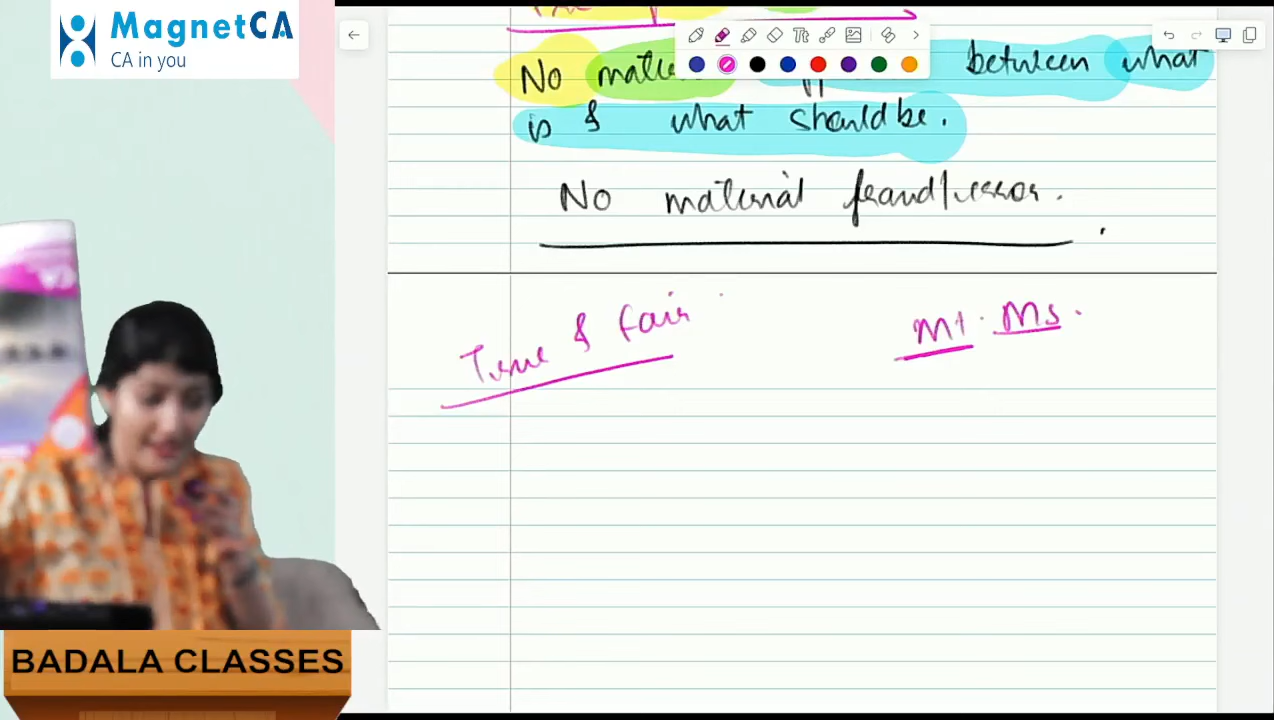 MagnetCA
CA in you
No between what
is & what should be.
No material fraud/error.
True & Fair
M1. Ms.
BADALA CLASSES